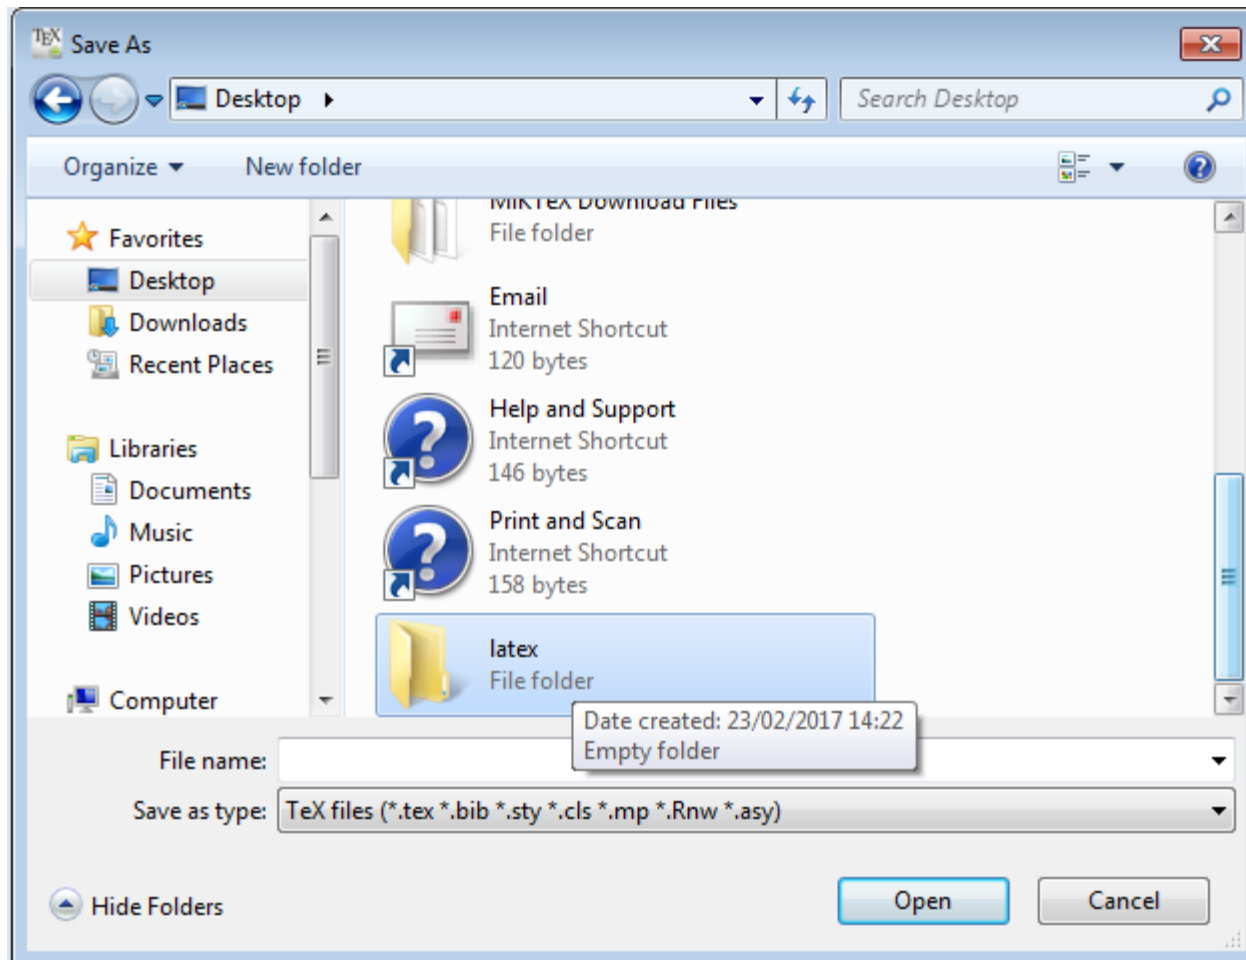 TEX Save As
Desktop
Search Desktop
Organize New folder
Favorites
Desktop
Downloads
Recent Places
Libraries
Documents
Music
Pictures
Videos
Computer
MiKTeX Download Files
File folder
Email
Internet Shortcut
120 bytes
Help and Support
Internet Shortcut
146 bytes
Print and Scan
Internet Shortcut
158 bytes
latex
File folder
Date created: 23/02/2017 14:22
Empty folder
File name:
Save as type: TeX files (*.tex *.bib *.sty *.cls *.mp *.Rnw *.asy)
Hide Folders
Open
Cancel